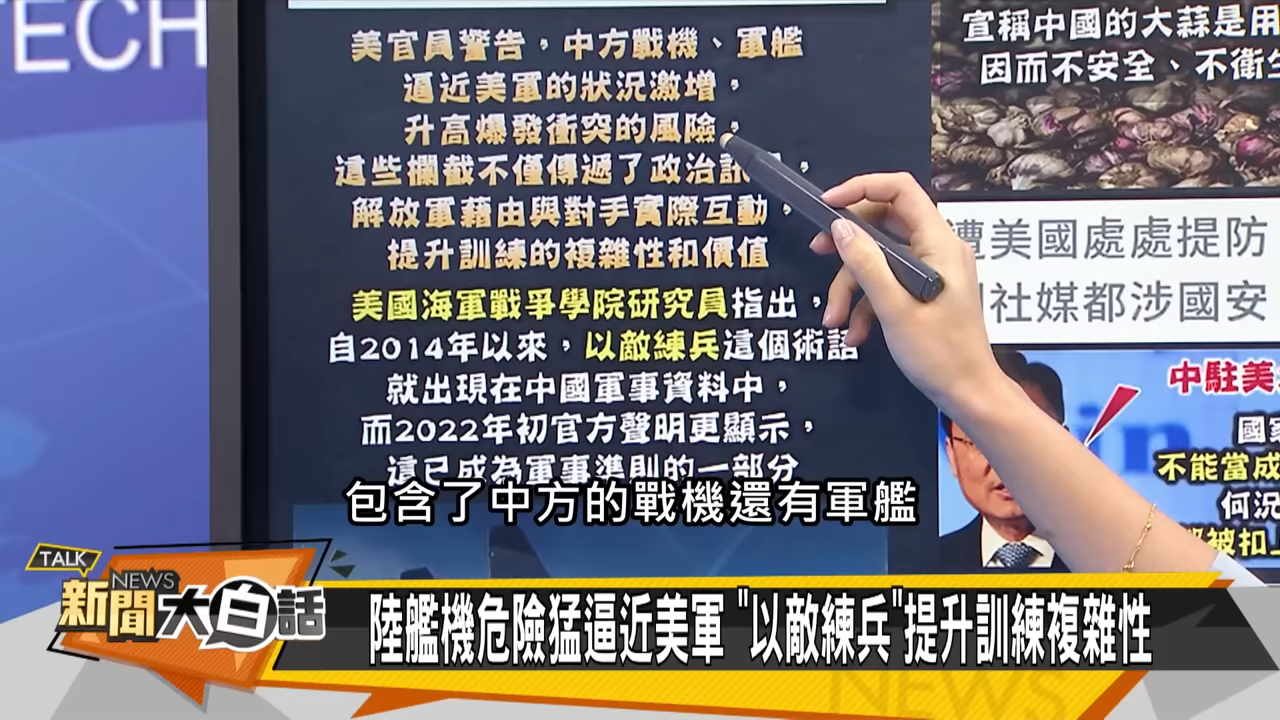 TECH
美官員警告，中方戰機、軍艦
逼近美軍的狀況激增，
升高爆發衝突的風險，
這些攔截不僅傳遞了政治訊
解放軍藉由與對手實際互動，
提升訓練的複雜性和價值
美國海軍戰爭學院研究員指出，
自2014年以來，以敵練兵這個術語
就出現在中國軍事資料中，
而2022年初官方聲明更顯示，
這已成為軍事準則的一部分
宣稱中國的大蒜是用
因而不安全、不衛生
遭美國處處提防
社媒都涉國安
中駐美
國家
不能當成
何況
都被扣上
包含了中方的戰機還有軍艦
TALK
NEWS
新聞大白話
陸艦機危險猛逼近美軍 "以敵練兵"提升訓練複雜性
NEWS